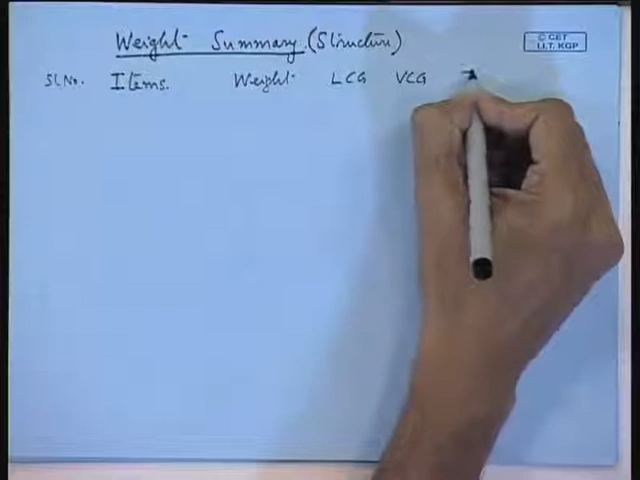 Weight Summary (Structure)
© CET
I.I.T. KGP
Sl No. Items. Weight LCG VCG